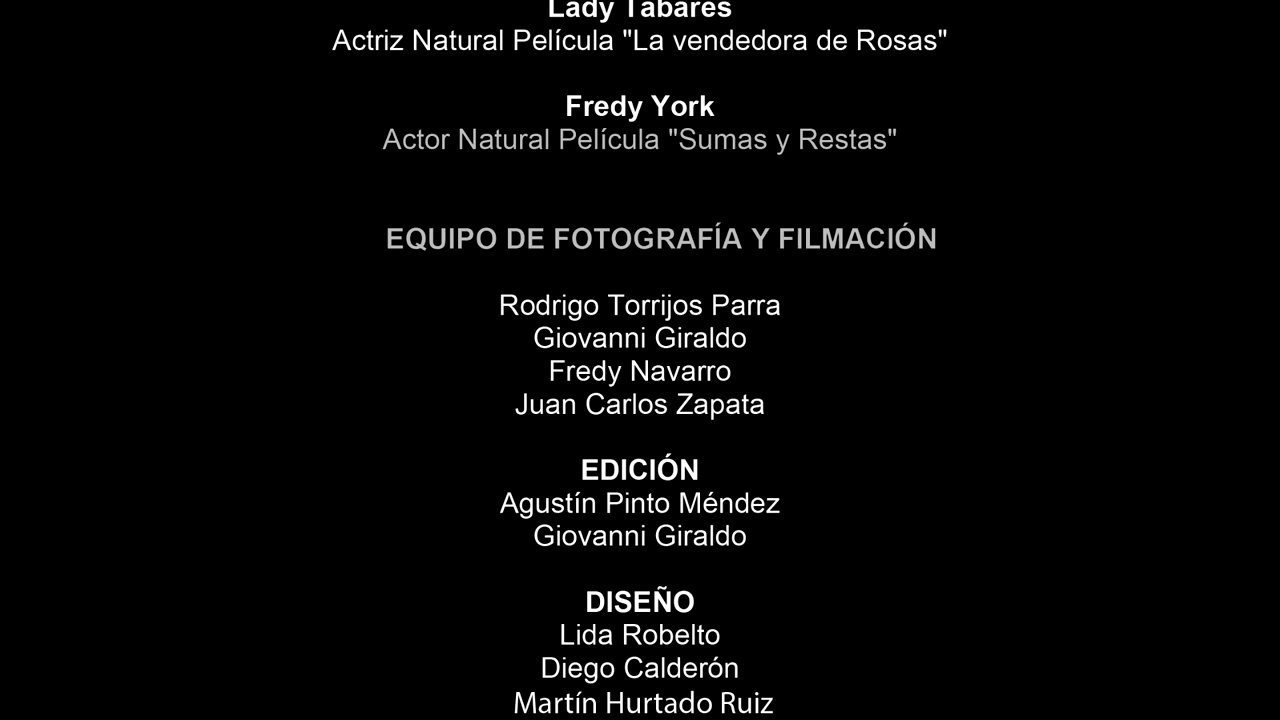 Lady Tabares
Actriz Natural Película "La vendedora de Rosas"
Fredy York
Actor Natural Película "Sumas y Restas"
EQUIPO DE FOTOGRAFÍA Y FILMACIÓN
Rodrigo Torrijos Parra
Giovanni Giraldo
Fredy Navarro
Juan Carlos Zapata
EDICIÓN
Agustín Pinto Méndez
Giovanni Giraldo
DISEÑO
Lida Robelto
Diego Calderón
Martín Hurtado Ruiz